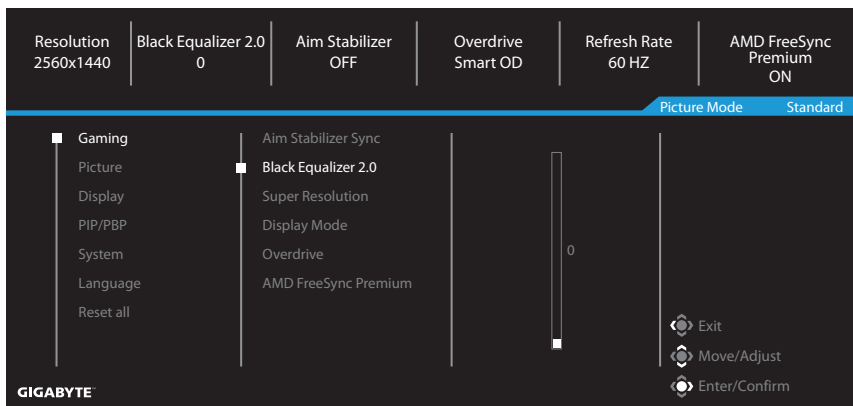 Resolution
2560x1440
Black Equalizer 2.0
0
Aim Stabilizer
OFF
Overdrive
Smart OD
Refresh Rate
60 HZ
AMD FreeSync
Premium
ON
Picture Mode Standard
Gaming
Picture
Display
PIP/PBP
System
Language
Reset all
Aim Stabilizer Sync
Black Equalizer 2.0
Super Resolution
Display Mode
Overdrive
AMD FreeSync Premium
0
Exit
Move/Adjust
Enter/Confirm
GIGABYTE™